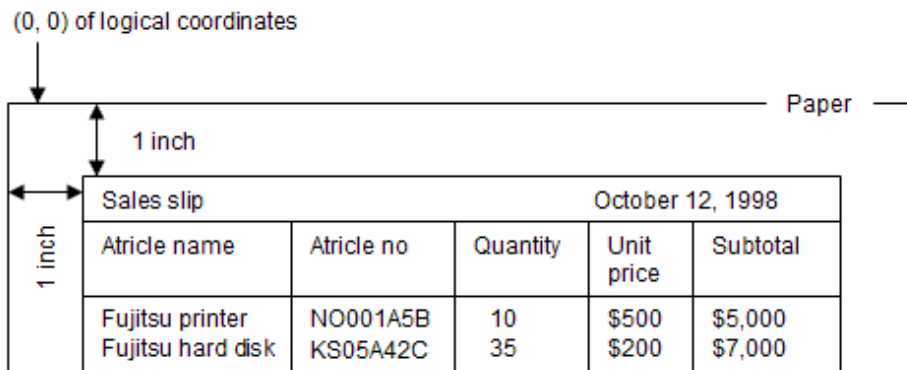 (0, 0) of logical coordinates
Paper
1 inch
1 inch
Sales slip October 12, 1998
Atricle name Atricle no Quantity Unit price Subtotal
Fujitsu printer NO001A5B 10 $500 $5,000
Fujitsu hard disk KS05A42C 35 $200 $7,000